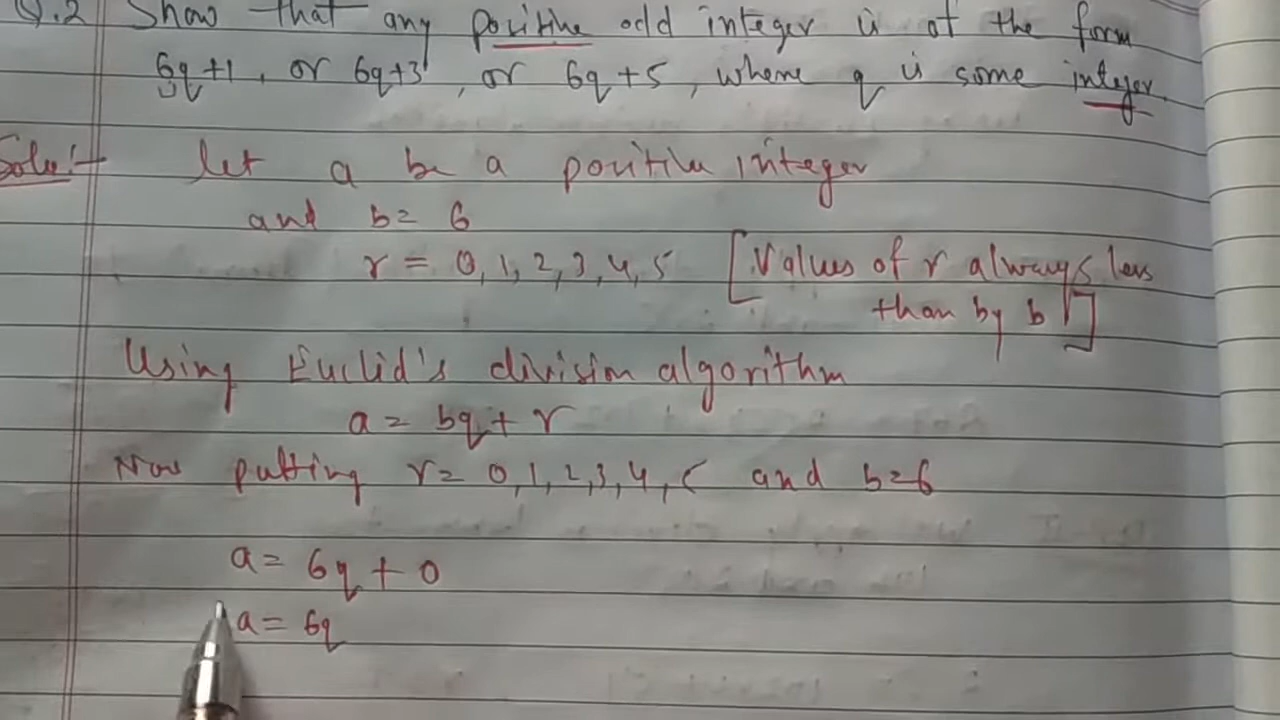 Q.2 Show that any positive odd integer is of the form
6q+1, or 6q+3, or 6q+5, where q is some integer.
Solu:- Let a be a positive integer
and b= 6
r = 0,1,2,3,4,5 [Values of r always less
than by b]
Using Euclid's division algorithm
a= bq+r
Now putting r= 0,1,2,3,4,5 and b=6
a= 6q+0
a= 6q